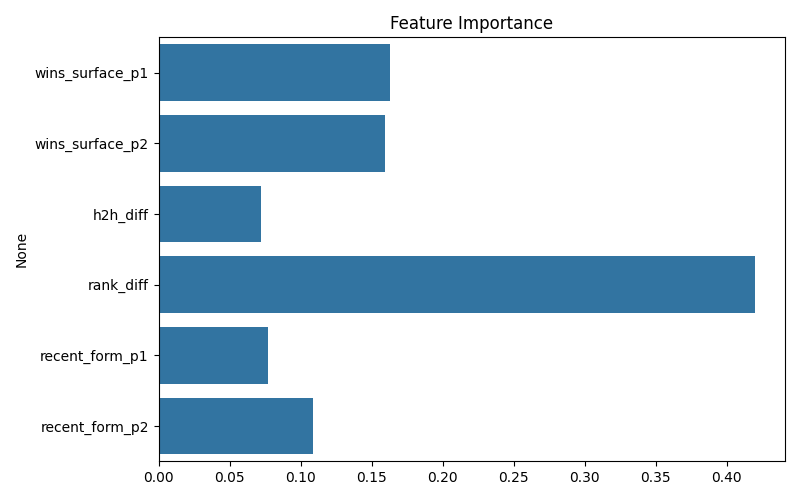 Feature Importance
wins_surface_p1
wins_surface_p2
h2h_diff
rank_diff
recent_form_p1
recent_form_p2
None
0.00 0.05 0.10 0.15 0.20 0.25 0.30 0.35 0.40